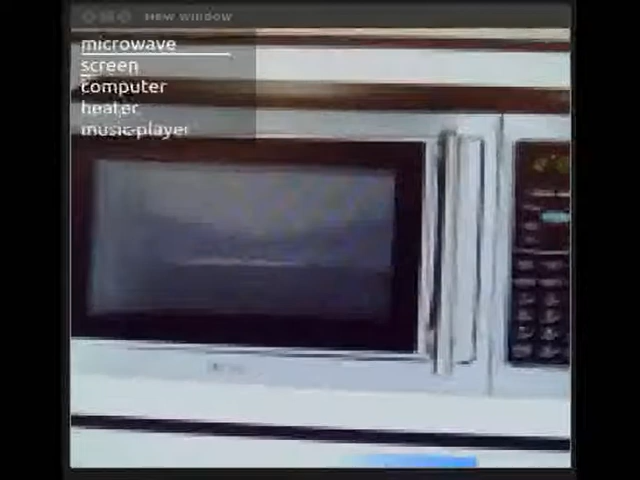 New window
microwave
screen
computer
heater
music-player